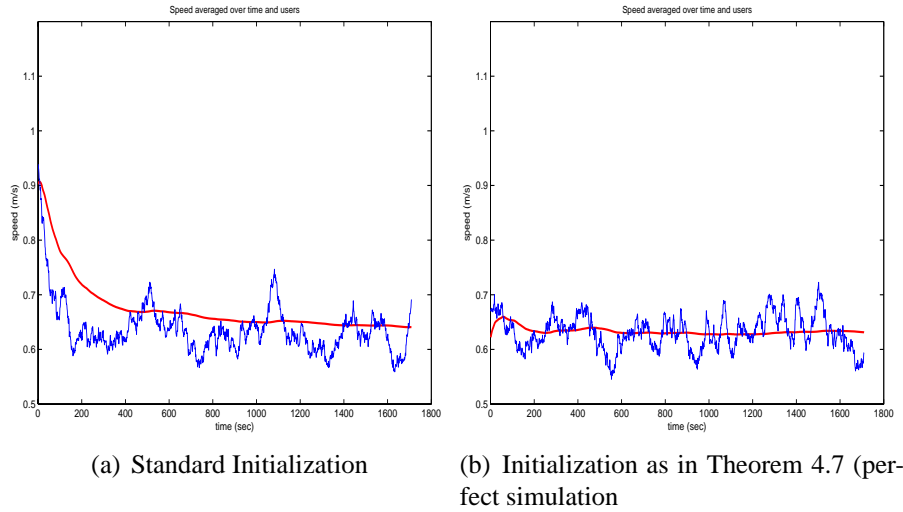 Speed averaged over time and users
1.1
1
0.9
0.8
0.7
0.6
0.5
speed (m/s)
0 200 400 600 800 1000 1200 1400 1600 1800
time (sec)
(a) Standard Initialization
Speed averaged over time and users
1.1
1
0.9
0.8
0.7
0.6
0.5
speed (m/s)
0 200 400 600 800 1000 1200 1400 1600 1800
time (sec)
(b) Initialization as in Theorem 4.7 (per-
fect simulation